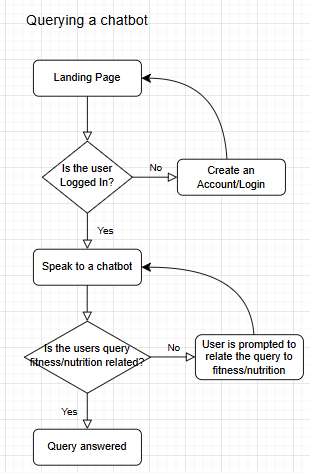 Querying a chatbot
Landing Page
Is the user
Logged In?
No
Create an
Account/Login
Yes
Speak to a chatbot
Is the users query
fitness/nutrition related?
No
User is prompted to
relate the query to
fitness/nutrition
Yes
Query answered